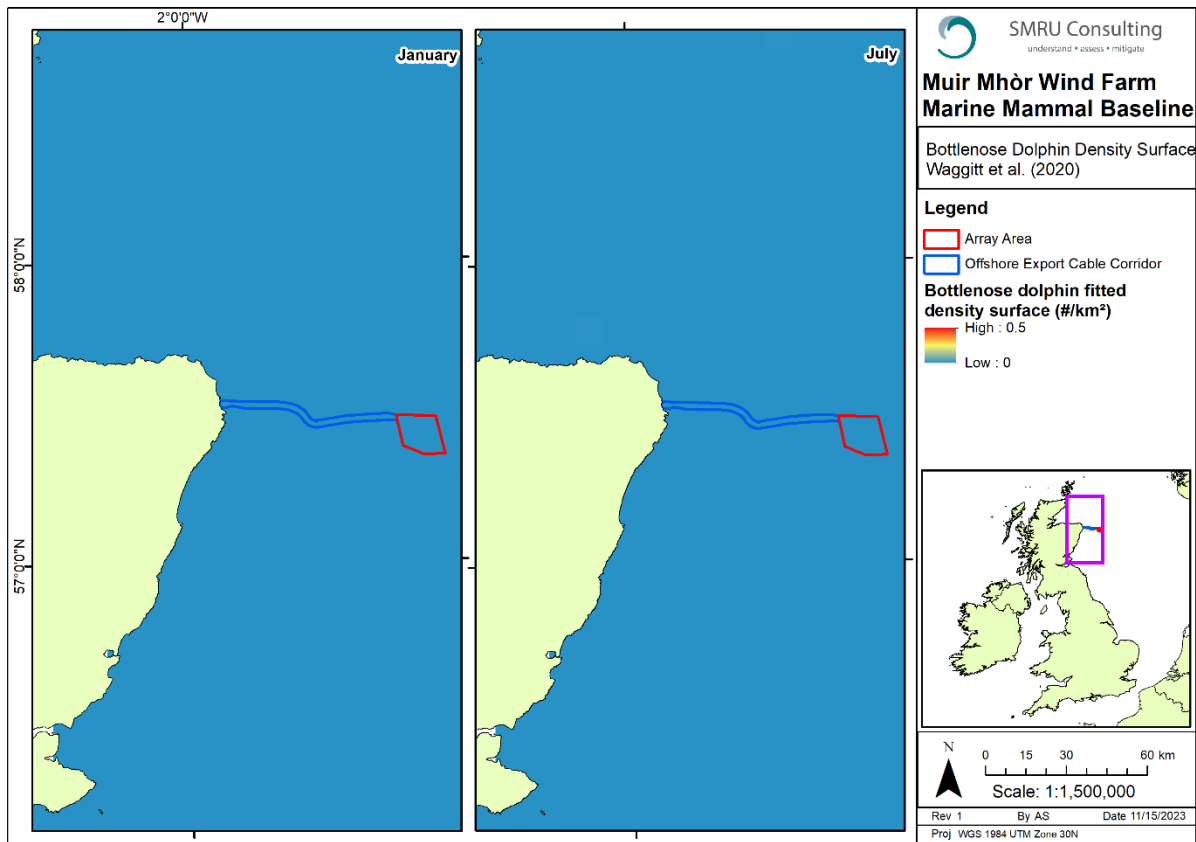 2°0'0"W
January
July
58°0'0"N
57°0'0"N
SMRU Consulting
understand • assess • mitigate
Muir Mhòr Wind Farm
Marine Mammal Baseline
Bottlenose Dolphin Density Surface
Waggitt et al. (2020)
Legend
Array Area
Offshore Export Cable Corridor
Bottlenose dolphin fitted
density surface (#/km²)
High : 0.5
Low : 0
N
0 15 30 60 km
Scale: 1:1,500,000
Rev 1 By AS Date 11/15/2023
Proj WGS 1984 UTM Zone 30N